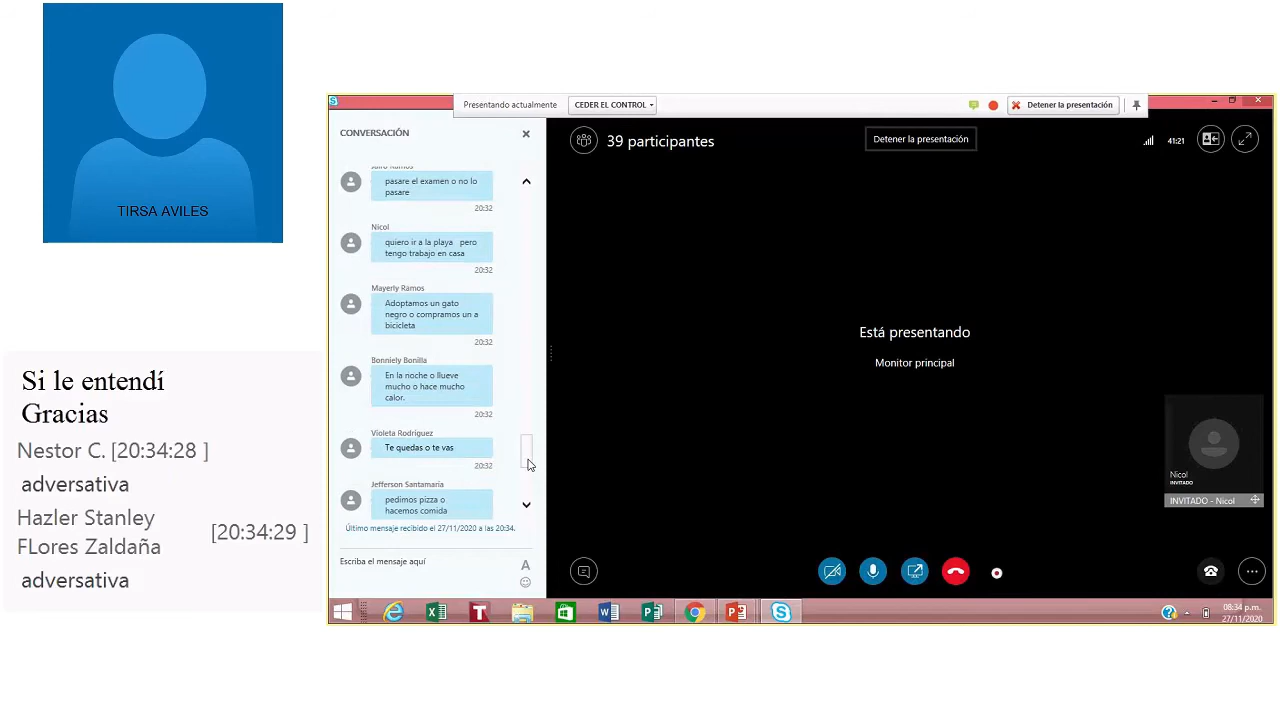 TIRSA AVILES
Si le entendí
Gracias
Nestor C. [20:34:28 ]
adversativa
Hazler Stanley
FLores Zaldaña
[20:34:29 ]
adversativa
Presentando actualmente
CEDER EL CONTROL
Detener la presentación
CONVERSACIÓN
39 participantes
Detener la presentación
41:21
Jairo Ramos
pasare el examen o no lo
pasare
20:32
Nicol
quiero ir a la playa pero
tengo trabajo en casa
20:32
Mayerly Ramos
Adoptamos un gato
negro o compramos un a
bicicleta
20:32
Bonniely Bonilla
En la noche o llueve
mucho o hace mucho
calor.
20:32
Violeta Rodríguez
Te quedas o te vas
20:32
Jefferson Santamaría
pedimos pizza o
hacemos comida
Último mensaje recibido el 27/11/2020 a las 20:34.
Escriba el mensaje aquí
A
Está presentando
Monitor principal
Nicol
INVITADO
INVITADO - Nicol
08:34 p.m.
27/11/2020